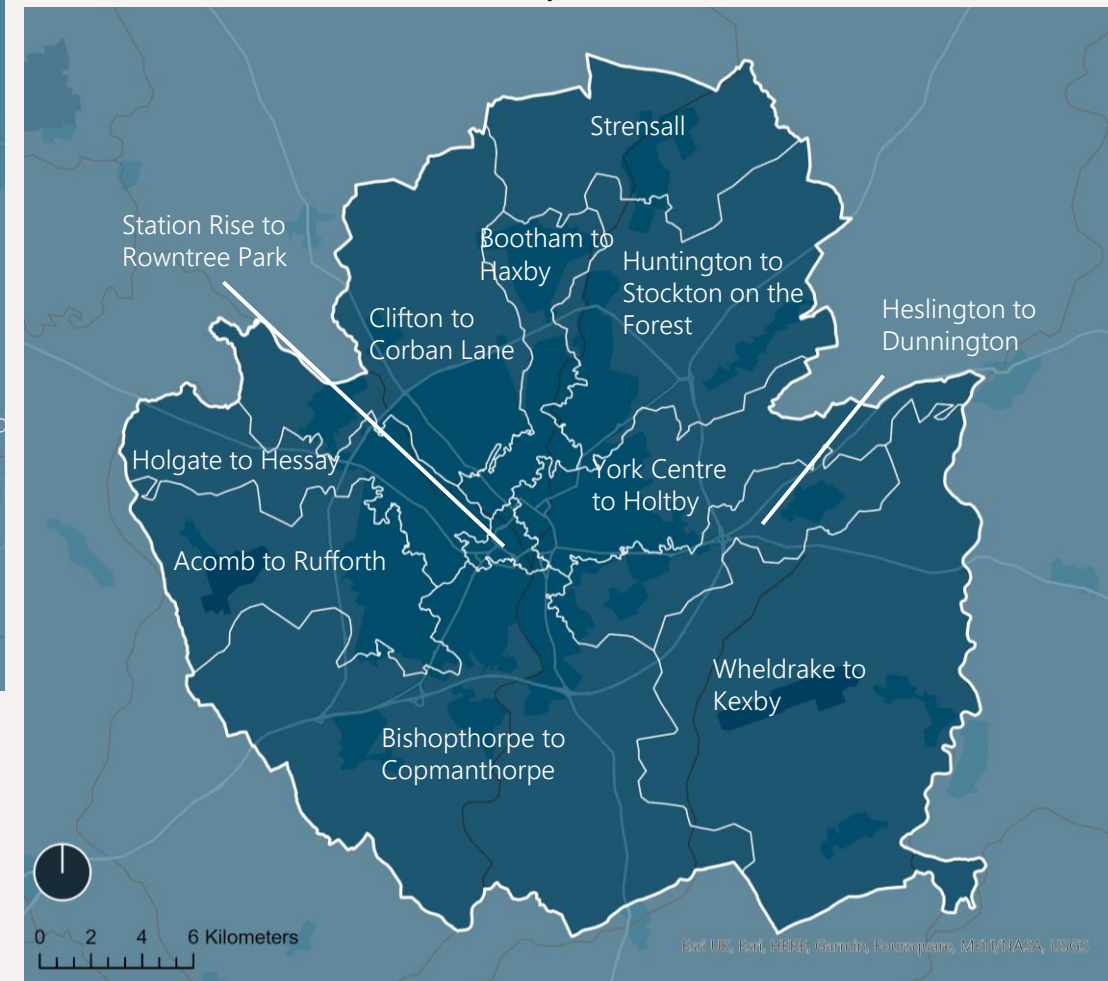 Strensall
Station Rise to
Rowntree Park
Bootham to
Haxby
Huntington to
Stockton on the
Forest
Clifton to
Corban Lane
Heslington to
Dunnington
Holgate to Hessay
York Centre
to Holtby
Acomb to Rufforth
Wheldrake to
Kexby
Bishopthorpe to
Copmanthorpe
0 2 4 6 Kilometers
Esri UK, Esri, HERE, Garmin, Foursquare, METI/NASA, USGS